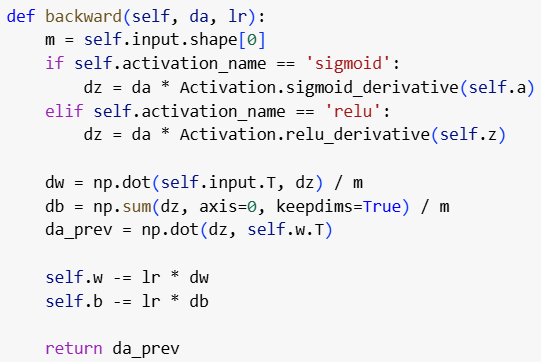 def backward(self, da, lr):
    m = self.input.shape[0]
    if self.activation_name == 'sigmoid':
        dz = da * Activation.sigmoid_derivative(self.a)
    elif self.activation_name == 'relu':
        dz = da * Activation.relu_derivative(self.z)

    dw = np.dot(self.input.T, dz) / m
    db = np.sum(dz, axis=0, keepdims=True) / m
    da_prev = np.dot(dz, self.w.T)

    self.w -= lr * dw
    self.b -= lr * db

    return da_prev